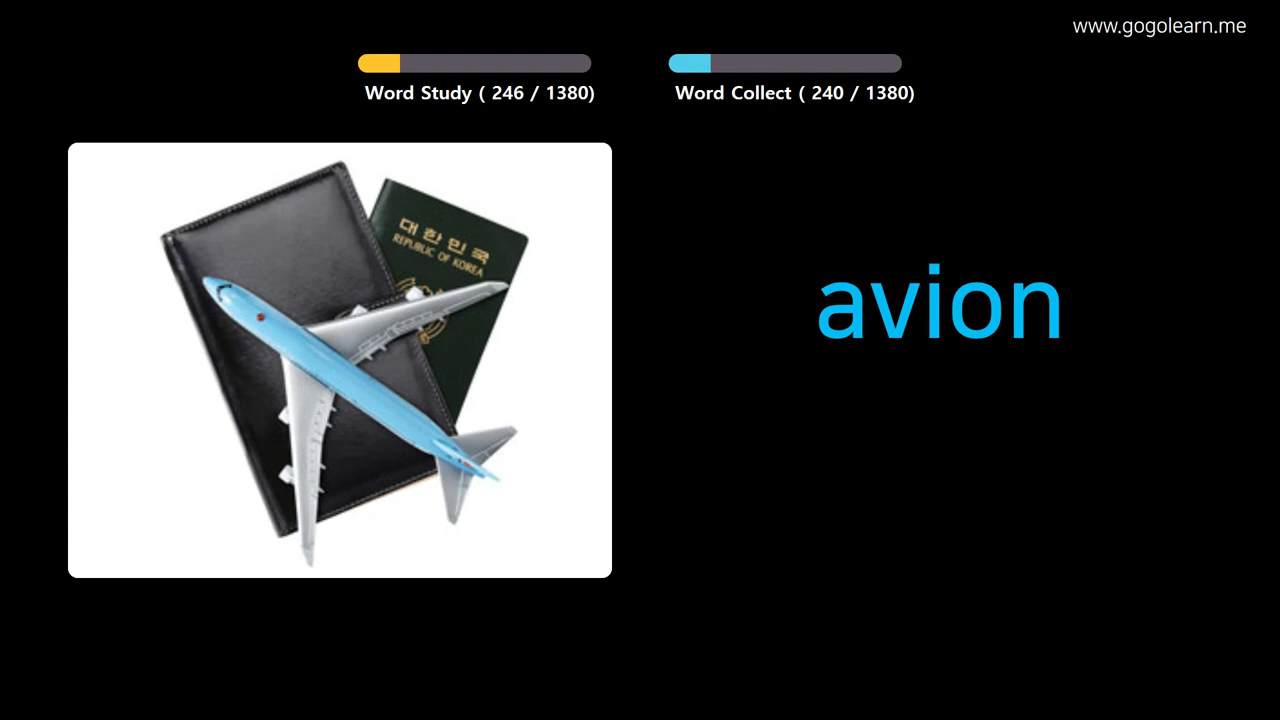 www.gogolearn.me
Word Study ( 246 / 1380)
Word Collect ( 240 / 1380)
대한민국
REPUBLIC OF KOREA
avion